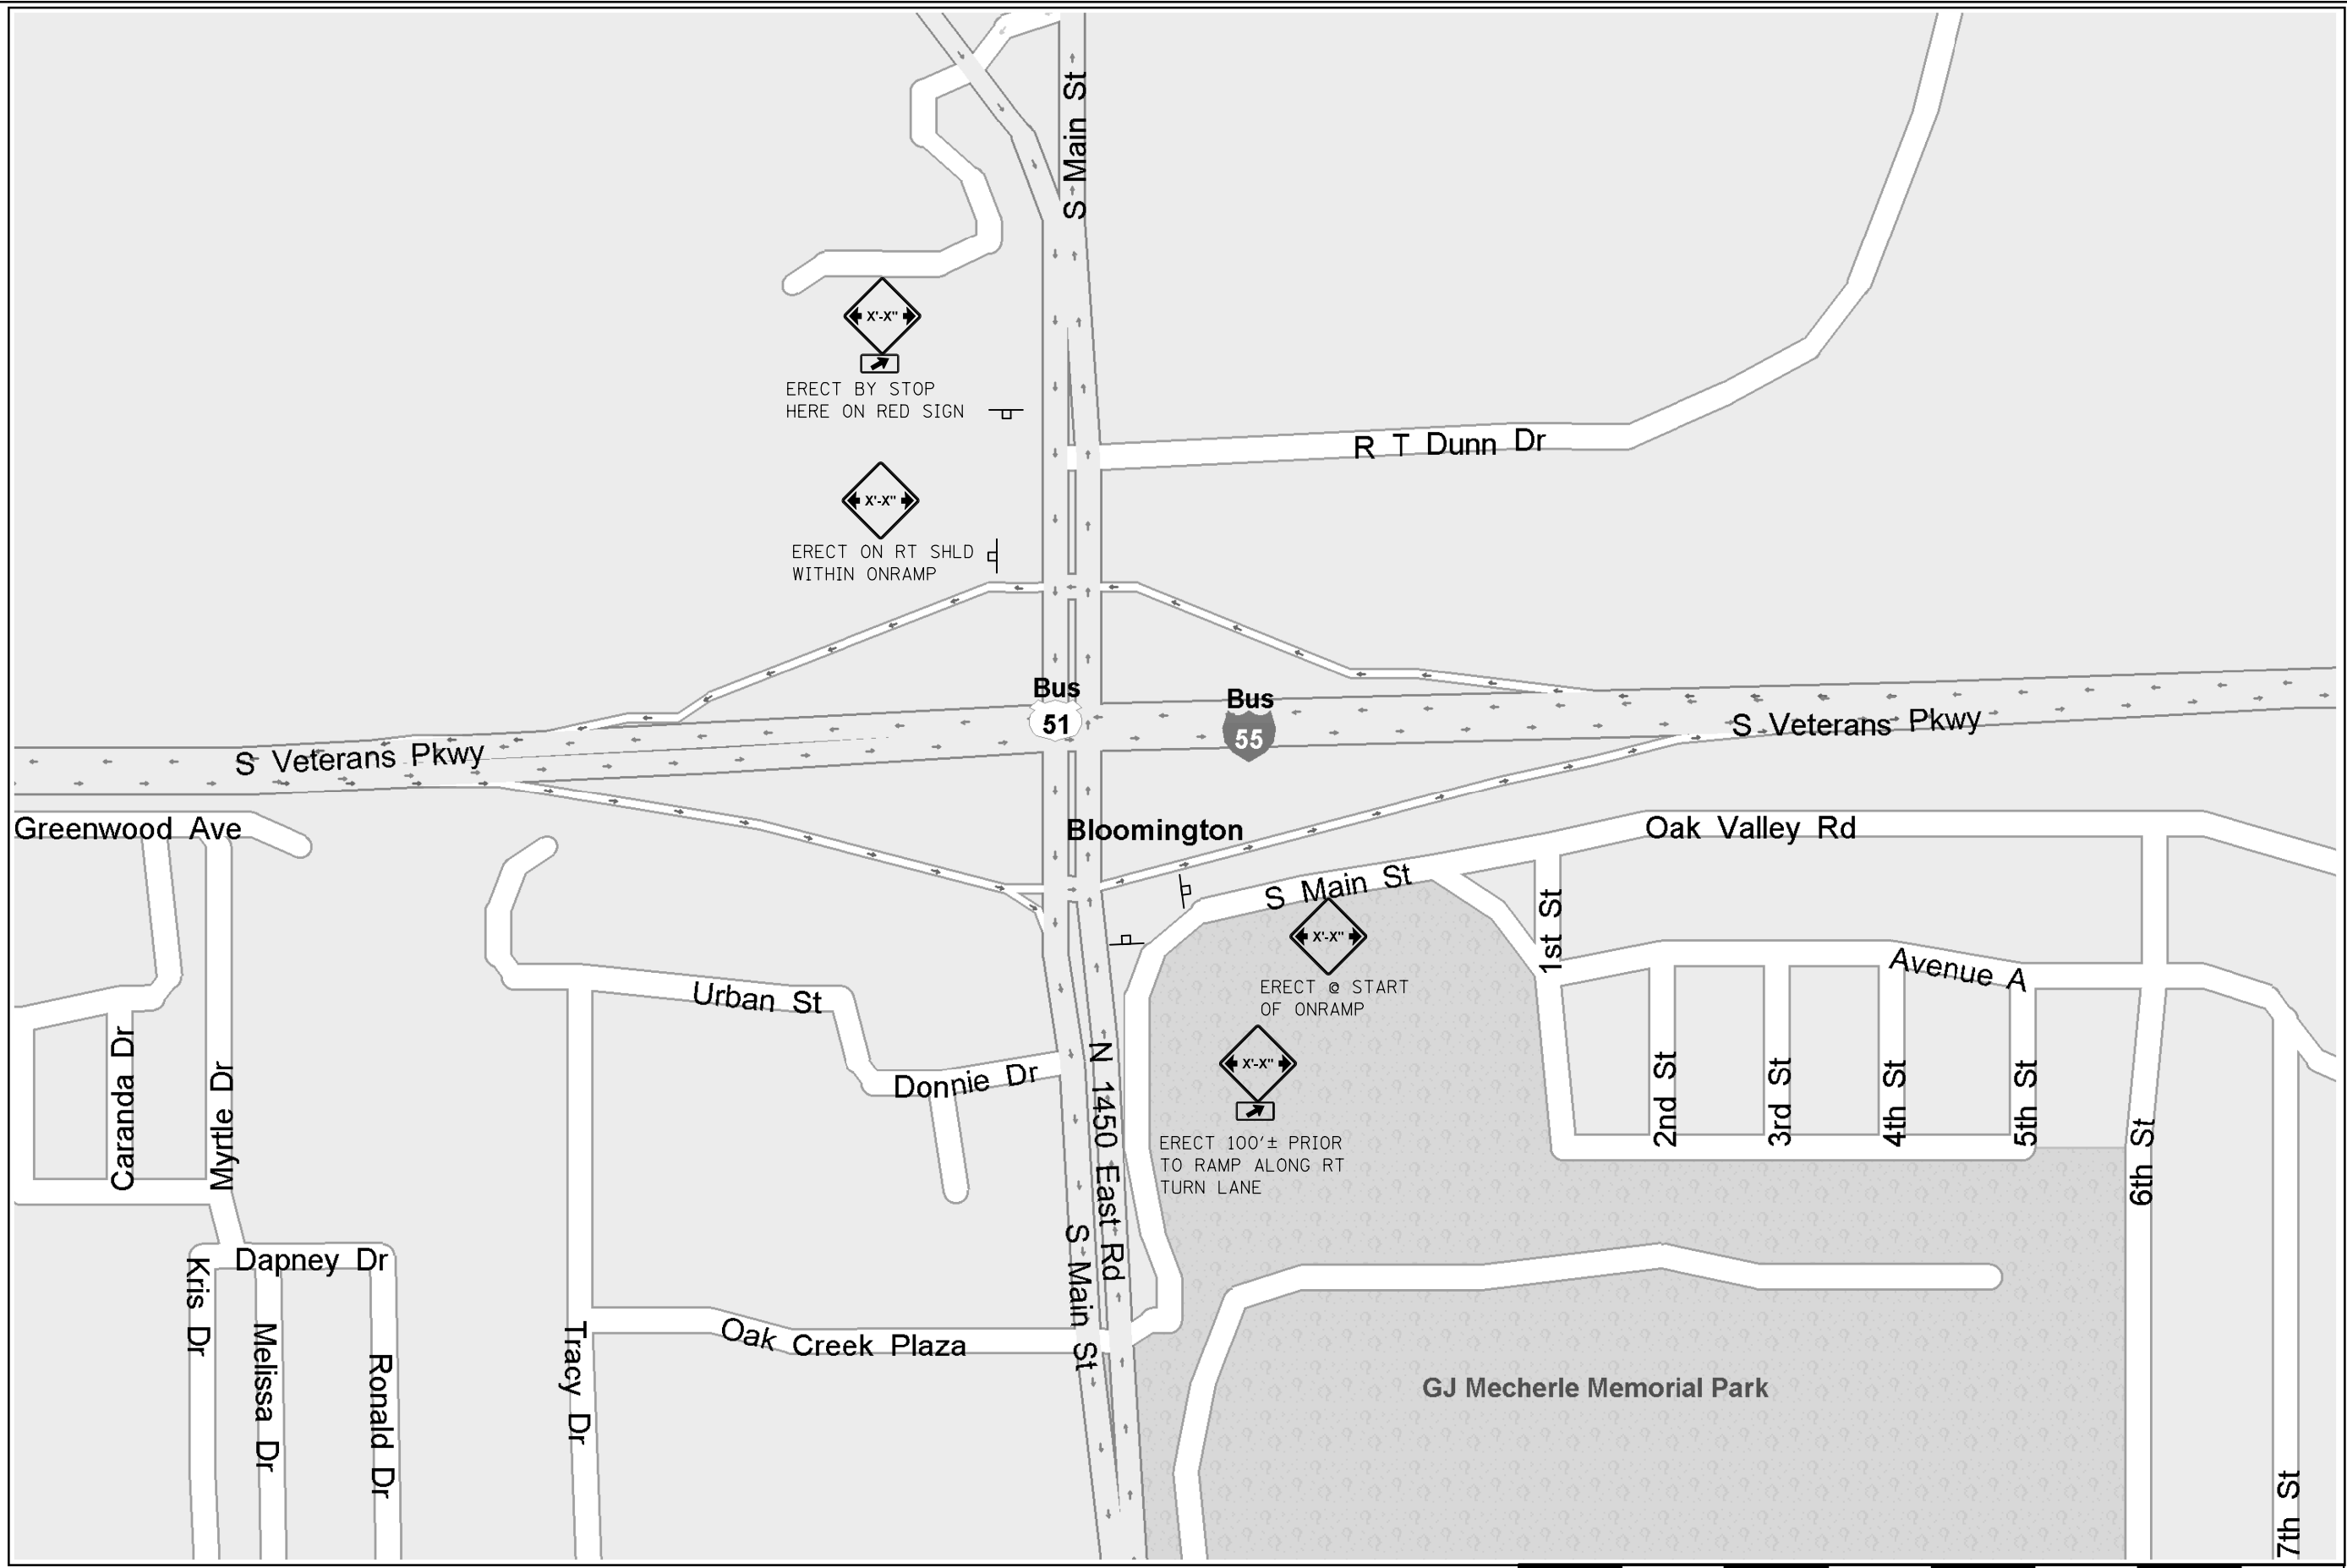 S Main St
X'-X"
ERECT BY STOP
HERE ON RED SIGN
R T Dunn Dr
X'-X"
ERECT ON RT SHLD
WITHIN ONRAMP
Bus
51
Bus
55
S Veterans Pkwy
S Veterans Pkwy
Greenwood Ave
Bloomington
Oak Valley Rd
S Main St
1st St
X'-X"
ERECT @ START
OF ONRAMP
Avenue A
Urban St
Donnie Dr
N 1450 East Rd
X'-X"
ERECT 100'± PRIOR
TO RAMP ALONG RT
TURN LANE
Caranda Dr
Myrtle Dr
2nd St
3rd St
4th St
5th St
6th St
Dapney Dr
Kris Dr
Melissa Dr
Ronald Dr
Tracy Dr
Oak Creek Plaza
S Main St
GJ Mecherle Memorial Park
7th St